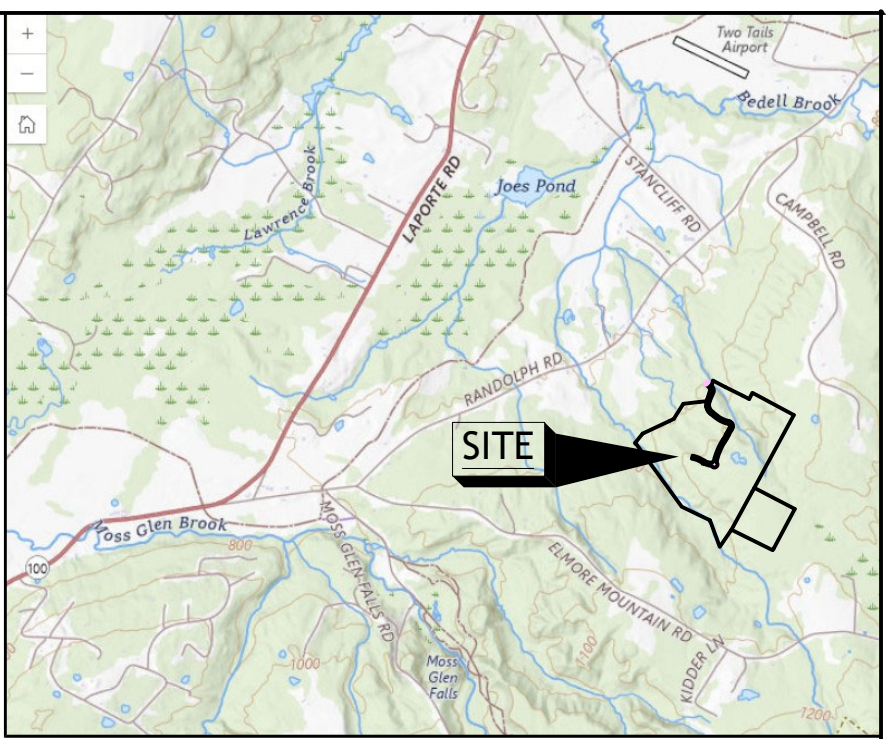 +
Two Tails
Airport
−
Bedell Brook
Lawrence Brook
LAPORTE RD
Joes Pond
STANCLIFF RD
CAMPBELL RD
RANDOLPH RD
SITE
Moss Glen Brook
800
MOSS GLEN FALLS RD
100
ELMORE MOUNTAIN RD
1000
1100
Moss
Glen
Falls
KIDDER LN
1200